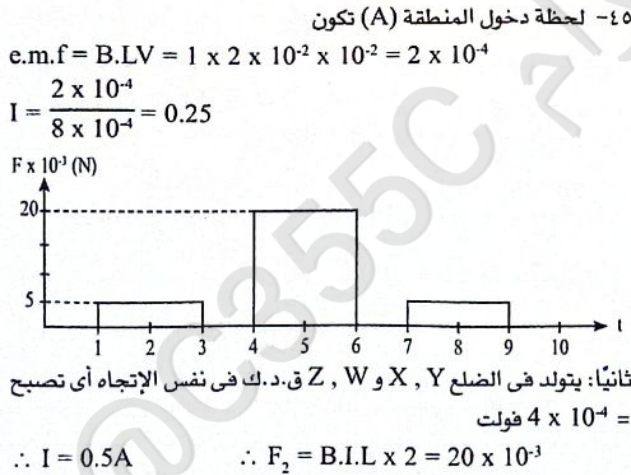 ٤٥- لحظة دخول المنطقة (A) تكون
e.m.f = B.LV = 1 x 2 x 10⁻² x 10⁻² = 2 x 10⁻⁴
I = 2 x 10⁻⁴ / 8 x 10⁻⁴ = 0.25
F x 10⁻³ (N)
20
5
1 2 3 4 5 6 7 8 9 10 t
ثانيًا: يتولد فى الضلع X , Y و Z , W ق.د.ك فى نفس الإتجاه أى تصبح
= 4 x 10⁻⁴ فولت
∴ I = 0.5A ∴ F₂ = B.I.L x 2 = 20 x 10⁻³
@C355C